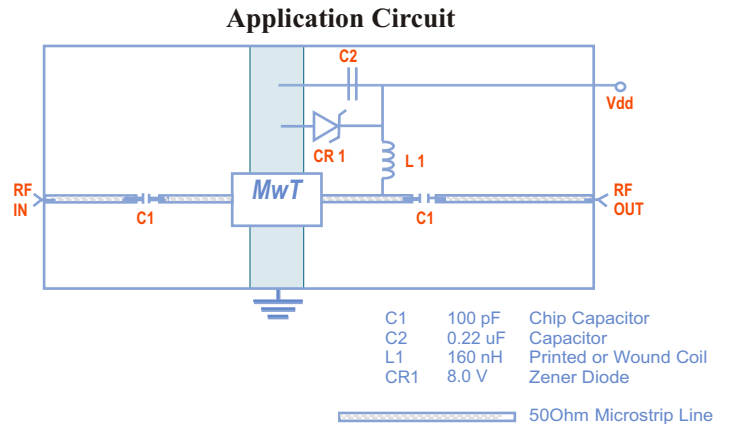 Application Circuit
C2
Vdd
CR 1
L 1
MwT
RF
IN
C1
C1
RF
OUT
C1 100 pF Chip Capacitor
C2 0.22 uF Capacitor
L1 160 nH Printed or Wound Coil
CR1 8.0 V Zener Diode
50Ohm Microstrip Line